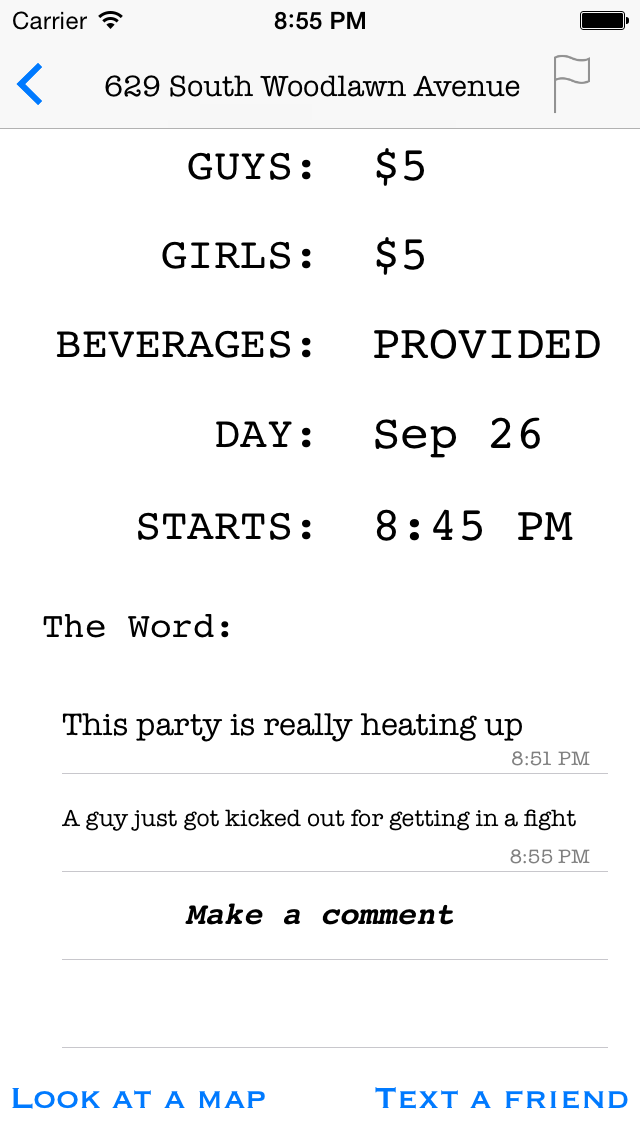 Carrier 8:55 PM
629 South Woodlawn Avenue
GUYS: $5
GIRLS: $5
BEVERAGES: PROVIDED
DAY: Sep 26
STARTS: 8:45 PM
The Word:
This party is really heating up
8:51 PM
A guy just got kicked out for getting in a fight
8:55 PM
Make a comment
LOOK AT A MAP TEXT A FRIEND